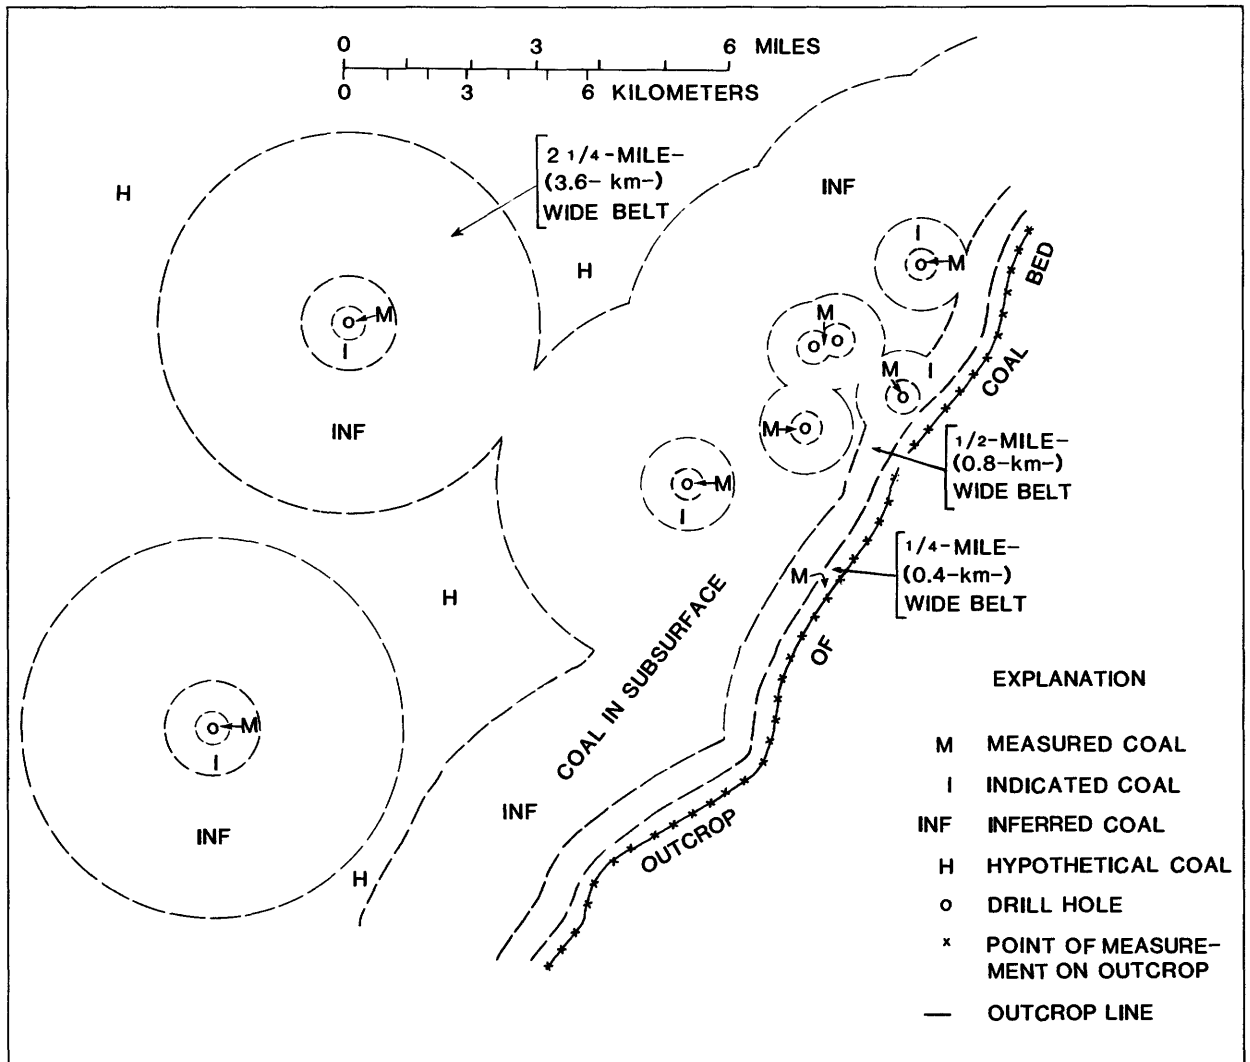 0 3 6 MILES
0 3 6 KILOMETERS
2 1/4-MILE-
(3.6- km-)
WIDE BELT
H
INF
H
I
M
M
I
M
M
I
INF
M
M
I
BED
COAL
1/2-MILE-
(0.8-km-)
WIDE BELT
1/4-MILE-
(0.4-km-)
WIDE BELT
M
H
COAL IN SUBSURFACE
OF
OUTCROP
M
I
INF
INF
H
EXPLANATION
M MEASURED COAL
I INDICATED COAL
INF INFERRED COAL
H HYPOTHETICAL COAL
o DRILL HOLE
x POINT OF MEASURE-
MENT ON OUTCROP
— OUTCROP LINE